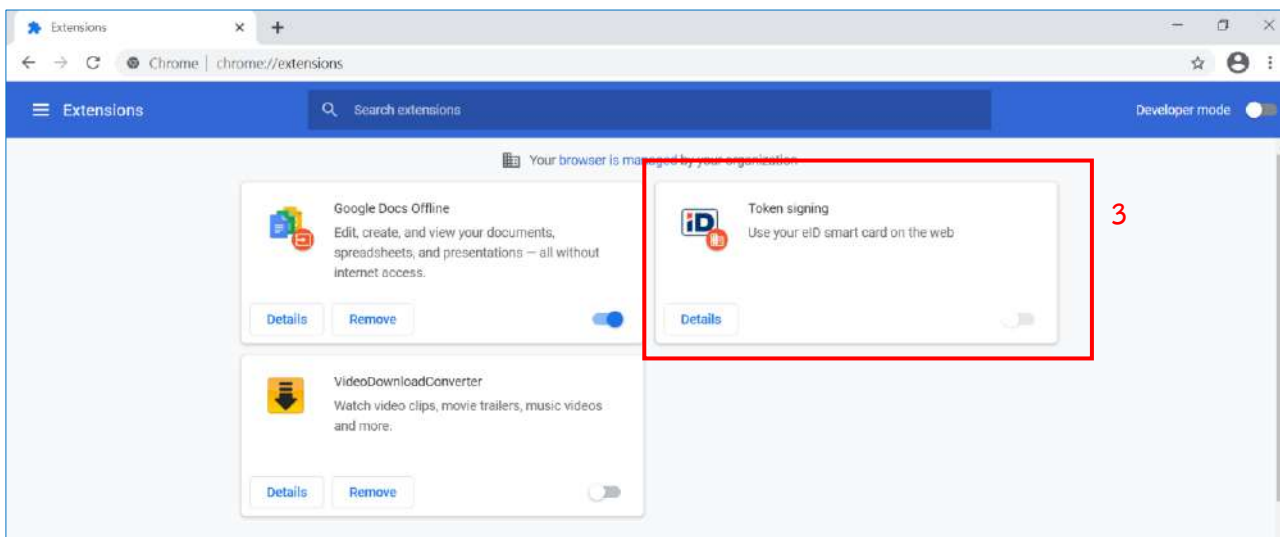 Extensions
Chrome | chrome://extensions
Extensions
Search extensions
Developer mode
Your browser is managed by your organization
Google Docs Offline
Edit, create, and view your documents,
spreadsheets, and presentations — all without
internet access.
Details Remove
iD
Token signing
Use your eID smart card on the web
Details
3
VideoDownloadConverter
Watch video clips, movie trailers, music videos
and more.
Details Remove